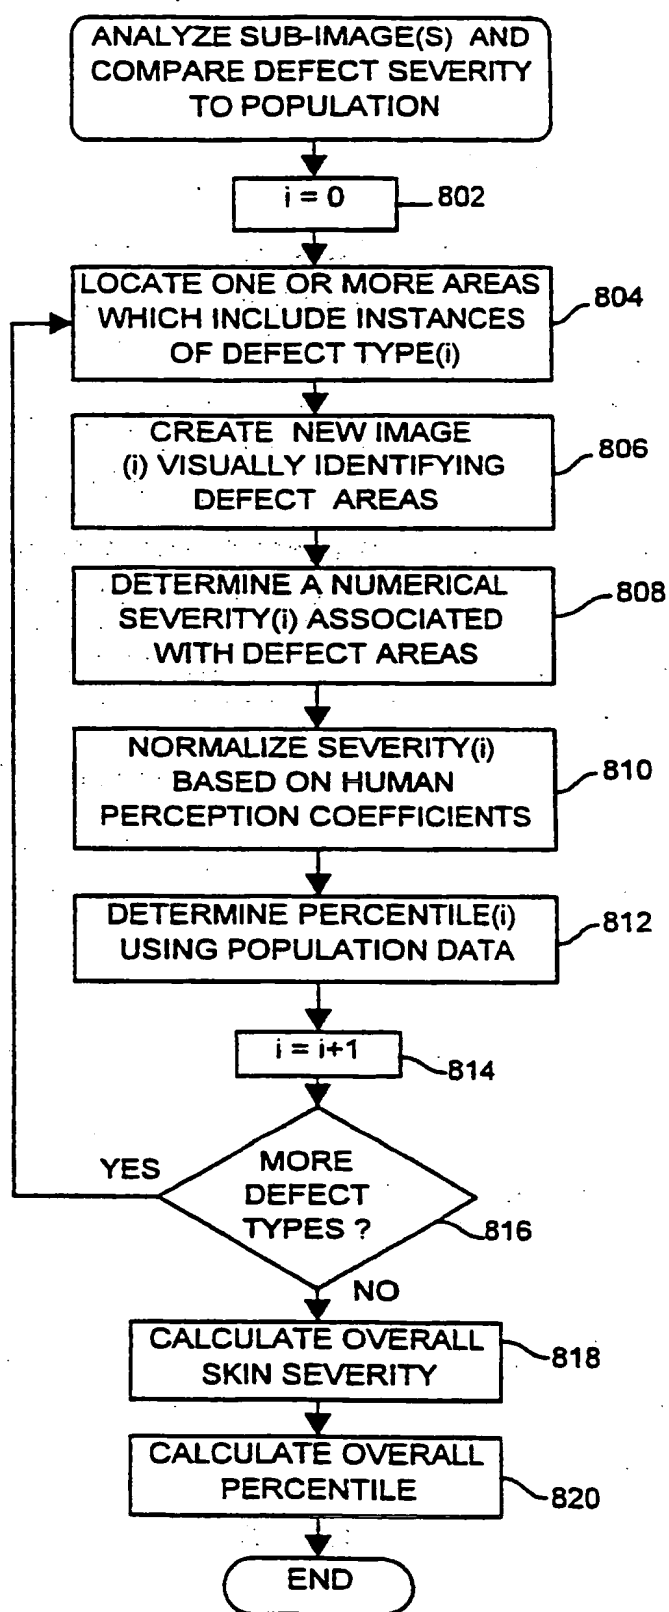 ANALYZE SUB-IMAGE(S) AND
COMPARE DEFECT SEVERITY
TO POPULATION
i = 0
802
LOCATE ONE OR MORE AREAS
WHICH INCLUDE INSTANCES
OF DEFECT TYPE(i)
804
CREATE NEW IMAGE
(i) VISUALLY IDENTIFYING
DEFECT AREAS
806
DETERMINE A NUMERICAL
SEVERITY(i) ASSOCIATED
WITH DEFECT AREAS
808
NORMALIZE SEVERITY(i)
BASED ON HUMAN
PERCEPTION COEFFICIENTS
810
DETERMINE PERCENTILE(i)
USING POPULATION DATA
812
i = i+1
814
YES
MORE
DEFECT
TYPES ?
816
NO
CALCULATE OVERALL
SKIN SEVERITY
818
CALCULATE OVERALL
PERCENTILE
820
END